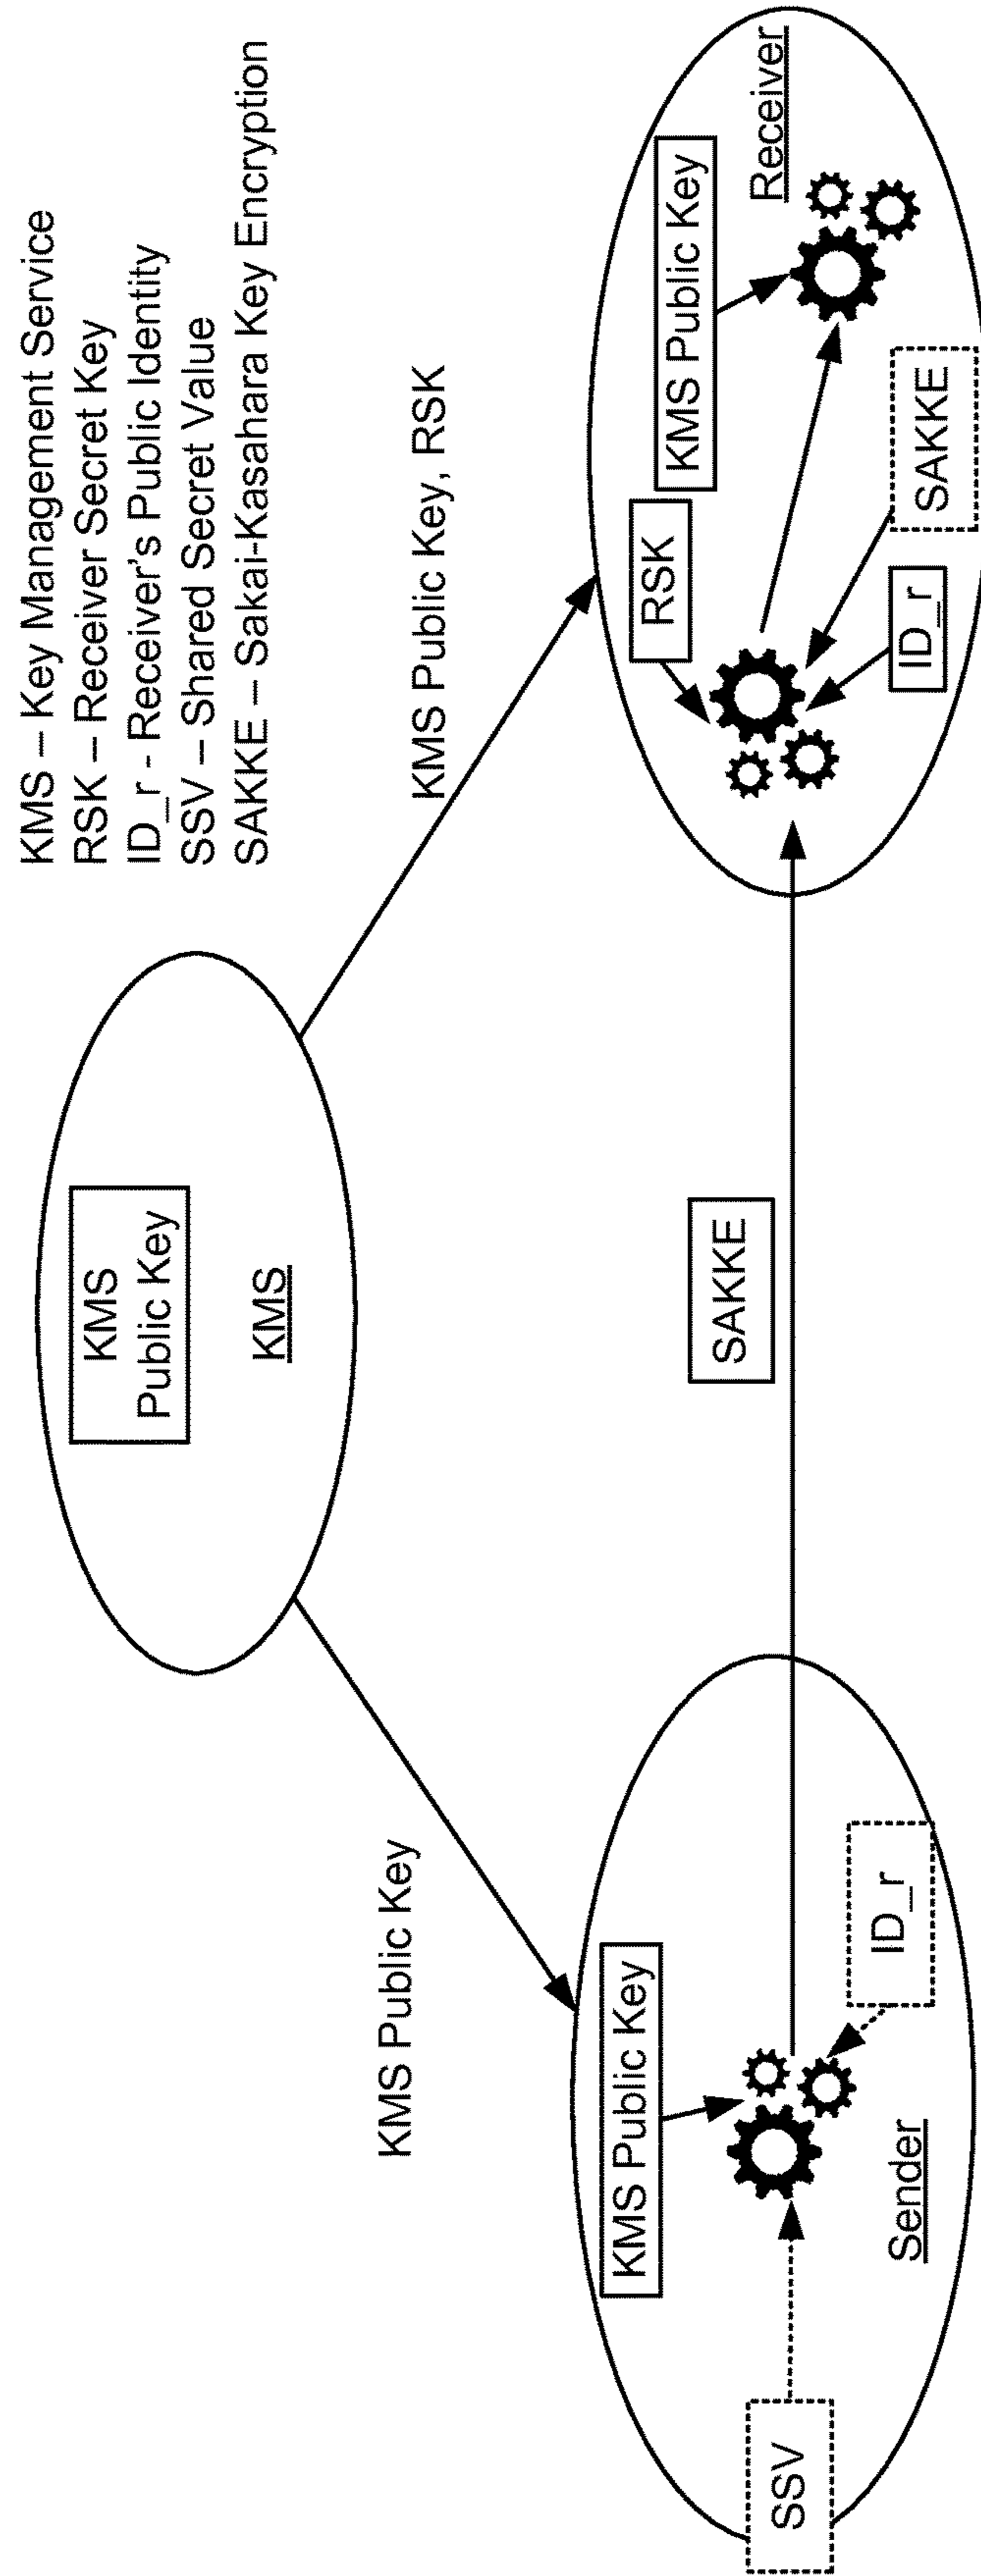 KMS – Key Management Service
RSK – Receiver Secret Key
ID_r - Receiver's Public Identity
SSV – Shared Secret Value
SAKKE – Sakai-Kasahara Key Encryption
KMS
Public Key
KMS
KMS Public Key
KMS Public Key, RSK
SSV
KMS Public Key
ID_r
Sender
SAKKE
RSK
KMS Public Key
ID_r
SAKKE
Receiver